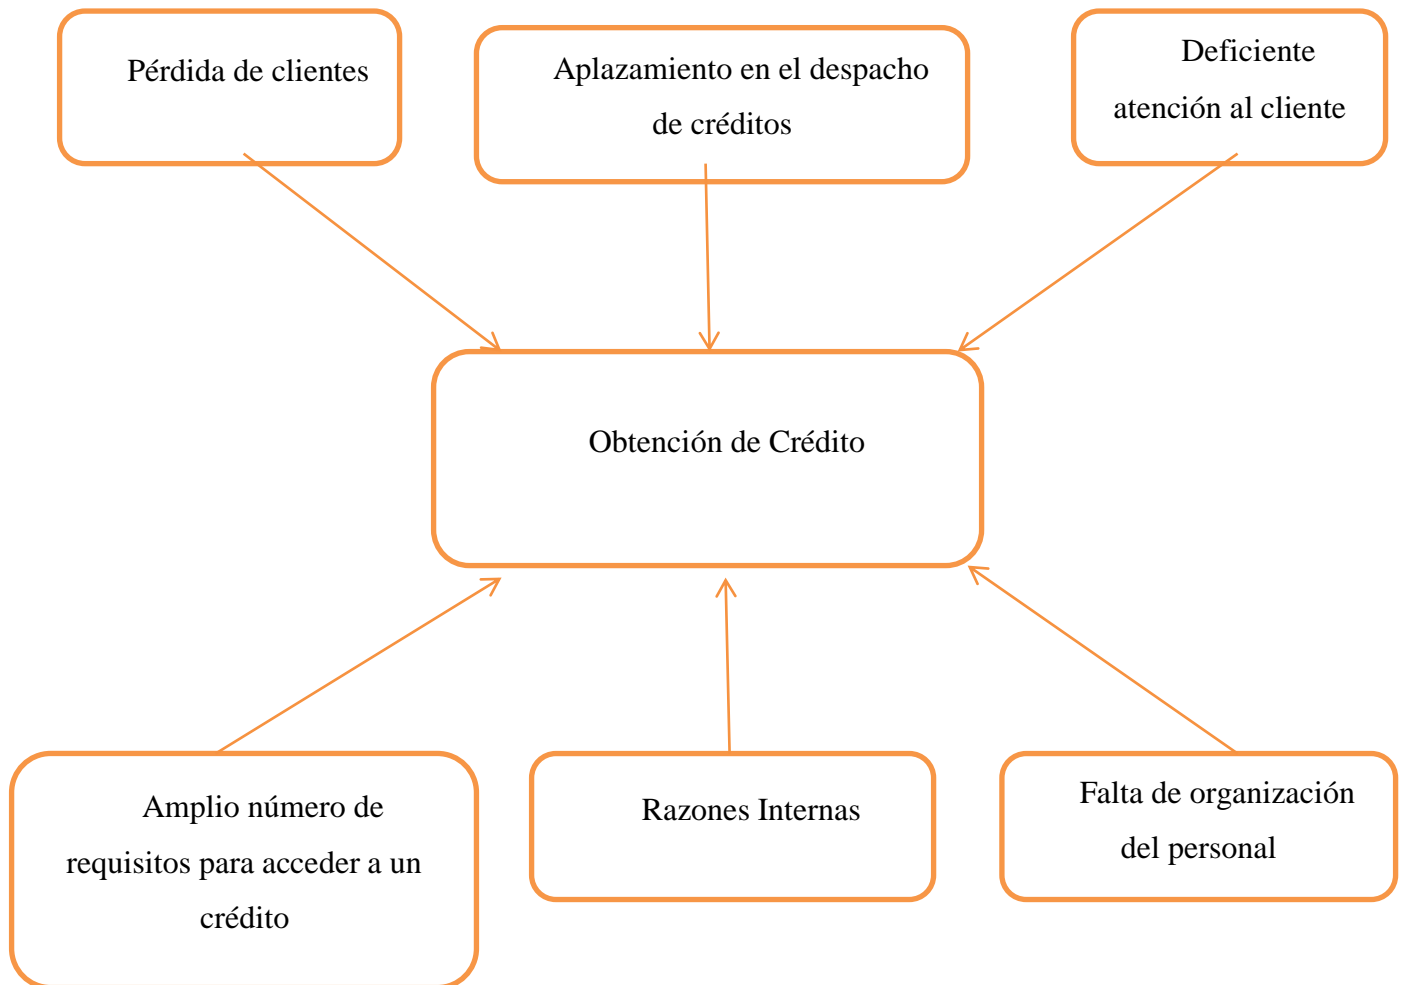 Pérdida de clientes
Aplazamiento en el despacho
de créditos
Deficiente
atención al cliente
Obtención de Crédito
Amplio número de
requisitos para acceder a un
crédito
Razones Internas
Falta de organización
del personal